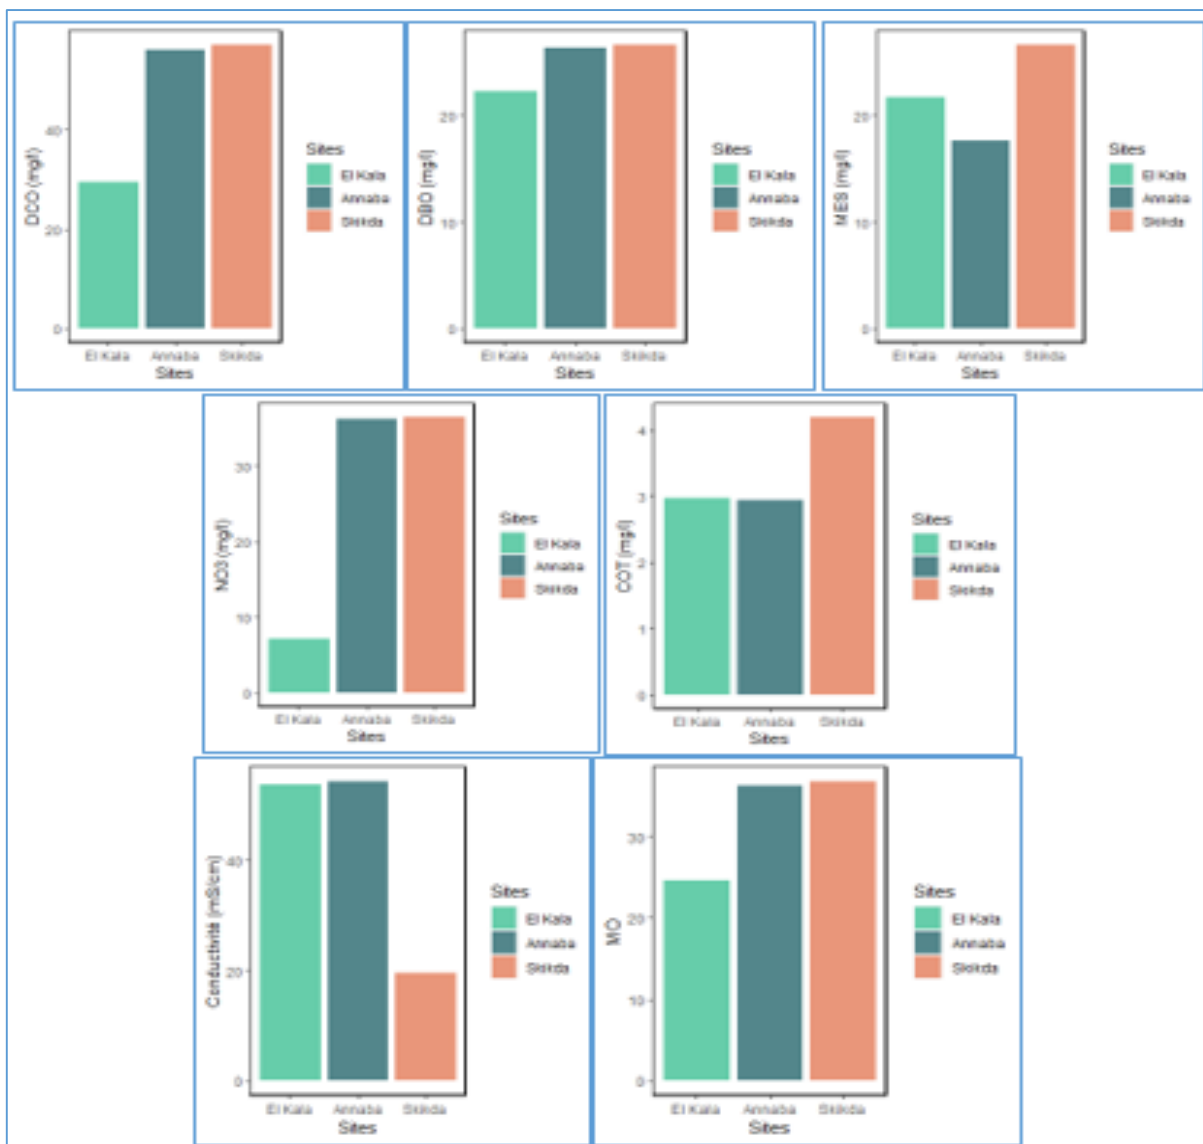 DCO (mg/l)
40
20
0
El Kala Annaba Skikda
Sites
Sites
El Kala
Annaba
Skikda
DBO (mg/l)
20
10
0
El Kala Annaba Skikda
Sites
Sites
El Kala
Annaba
Skikda
MES (mg/l)
20
10
0
El Kala Annaba Skikda
Sites
Sites
El Kala
Annaba
Skikda
NO3 (mg/l)
30
20
10
0
El Kala Annaba Skikda
Sites
Sites
El Kala
Annaba
Skikda
COT (mg/l)
4
3
2
1
0
El Kala Annaba Skikda
Sites
Sites
El Kala
Annaba
Skikda
Conductivité (mS/cm)
40
20
0
El Kala Annaba Skikda
Sites
Sites
El Kala
Annaba
Skikda
MO
30
20
10
0
El Kala Annaba Skikda
Sites
Sites
El Kala
Annaba
Skikda